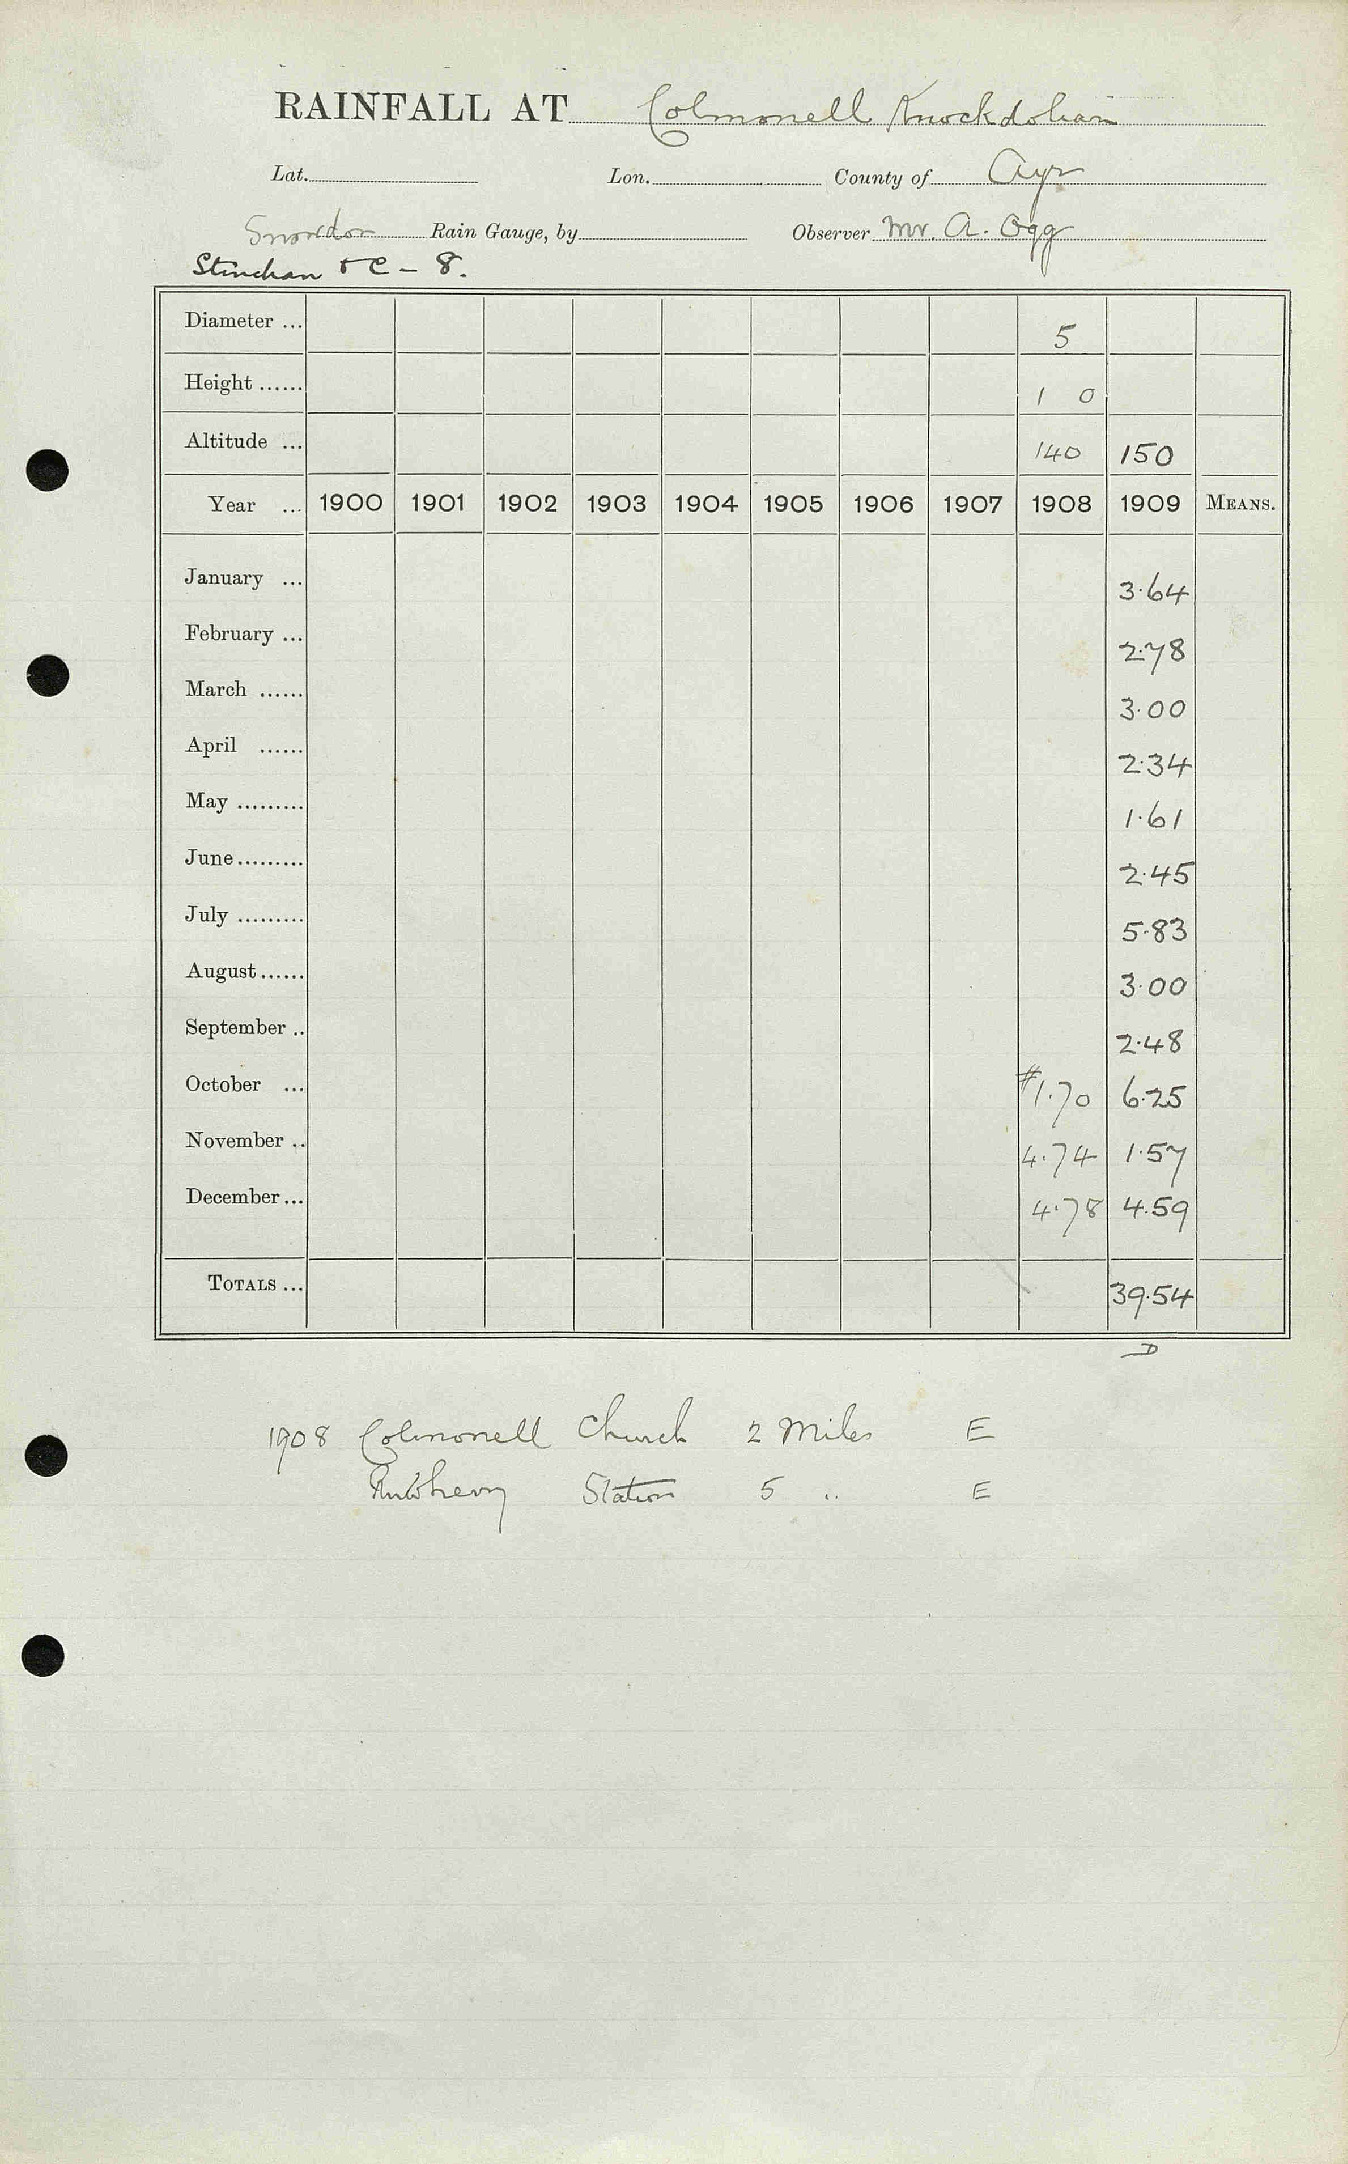 RAINFALL AT Colmonell Knockdolian
Lat. Lon. County of Ayr
Snowdon Rain Gauge, by Observer Mr. A. Ogg
Stinchar & C – 8.
Diameter ... 5
Height ...... 1 0
Altitude ... 140 150
Year ... 1900 1901 1902 1903 1904 1905 1906 1907 1908 1909 MEANS.
January ... 3.64
February ... 2.78
March ...... 3.00
April ...... 2.34
May ......... 1.61
June......... 2.45
July ......... 5.83
August...... 3.00
September .. 2.48
October ... #1.70 6.25
November .. 4.74 1.57
December... 4.78 4.59
TOTALS ... 39.54
D
1908 Colmonell Church 2 Miles E
Station 5 " E